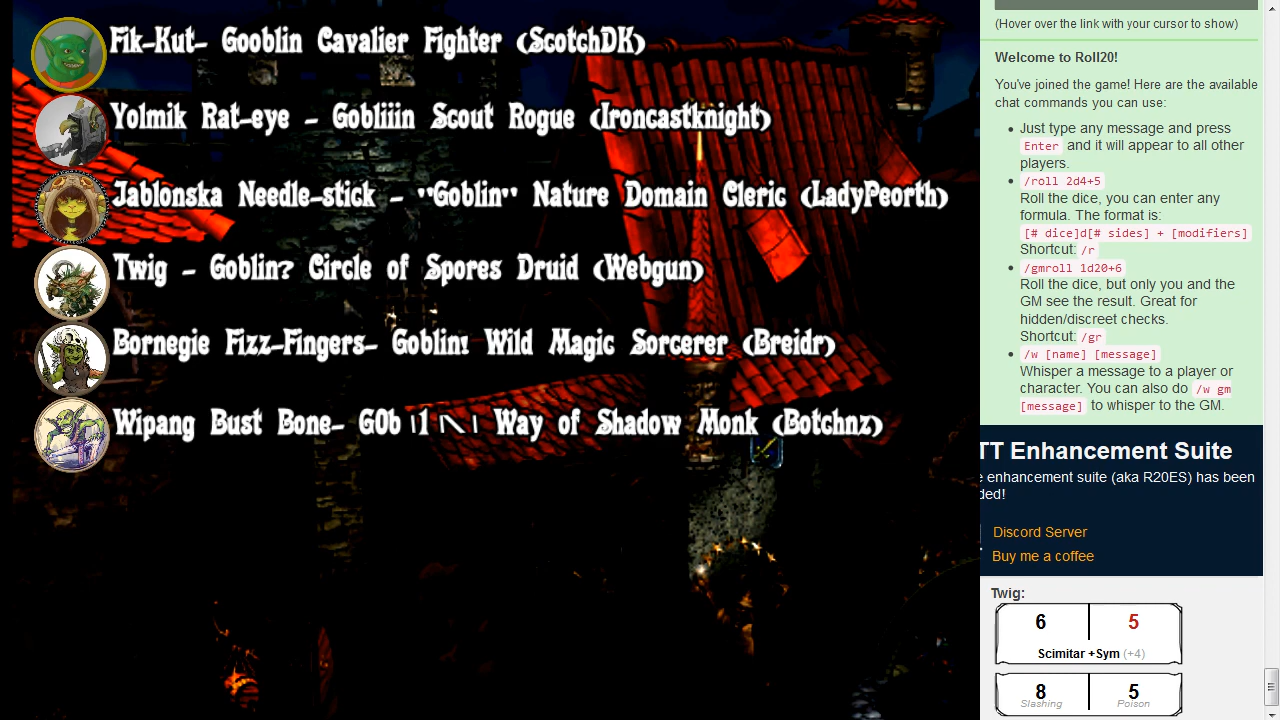 Fik-Kut- Gooblin Cavalier Fighter (ScotchDK)
Yolmik Rat-eye - Gobliiin Scout Rogue (Ironcastknight)
Jablonska Needle-stick - "Goblin" Nature Domain Cleric (LadyPeorth)
Twig - Goblin? Circle of Spores Druid (Webgun)
Bornegie Fizz-Fingers- Goblin! Wild Magic Sorcerer (Breidr)
Wipang Bust Bone- G0b |1 |\| Way of Shadow Monk (Botchnz)
(Hover over the link with your cursor to show)
Welcome to Roll20!
You've joined the game! Here are the available
chat commands you can use:
• Just type any message and press
Enter and it will appear to all other
players.
• /roll 2d4+5
Roll the dice, you can enter any
formula. The format is:
[# dice]d[# sides] + [modifiers]
Shortcut: /r
• /gmroll 1d20+6
Roll the dice, but only you and the
GM see the result. Great for
hidden/discreet checks.
Shortcut: /gr
• /w [name] [message]
Whisper a message to a player or
character. You can also do /w gm
[message] to whisper to the GM.
TT Enhancement Suite
e enhancement suite (aka R20ES) has been
ded!
Discord Server
Buy me a coffee
Twig:
6 5
Scimitar +Sym (+4)
8 5
Slashing Poison